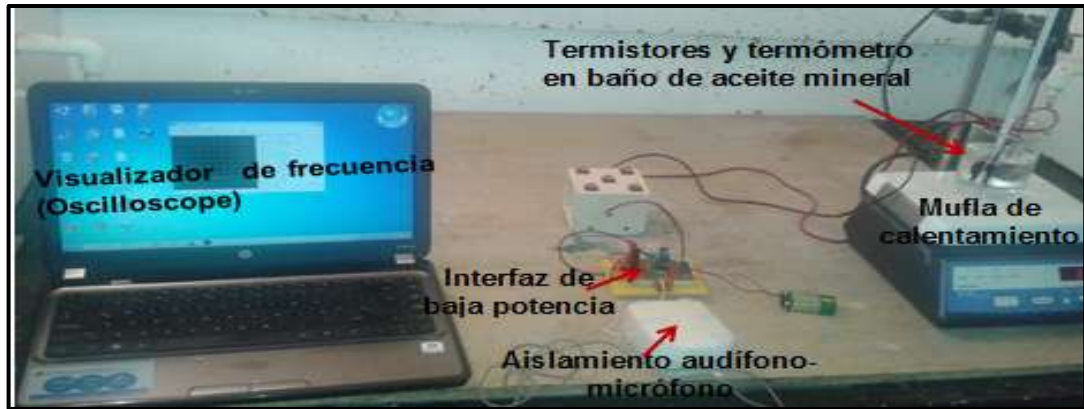 Termistores y termómetro
en baño de aceite mineral
Visualizador de frecuencia
(Oscilloscope)
Mufla de
calentamiento
Interfaz de
baja potencia
Aislamiento audífono-
micrófono